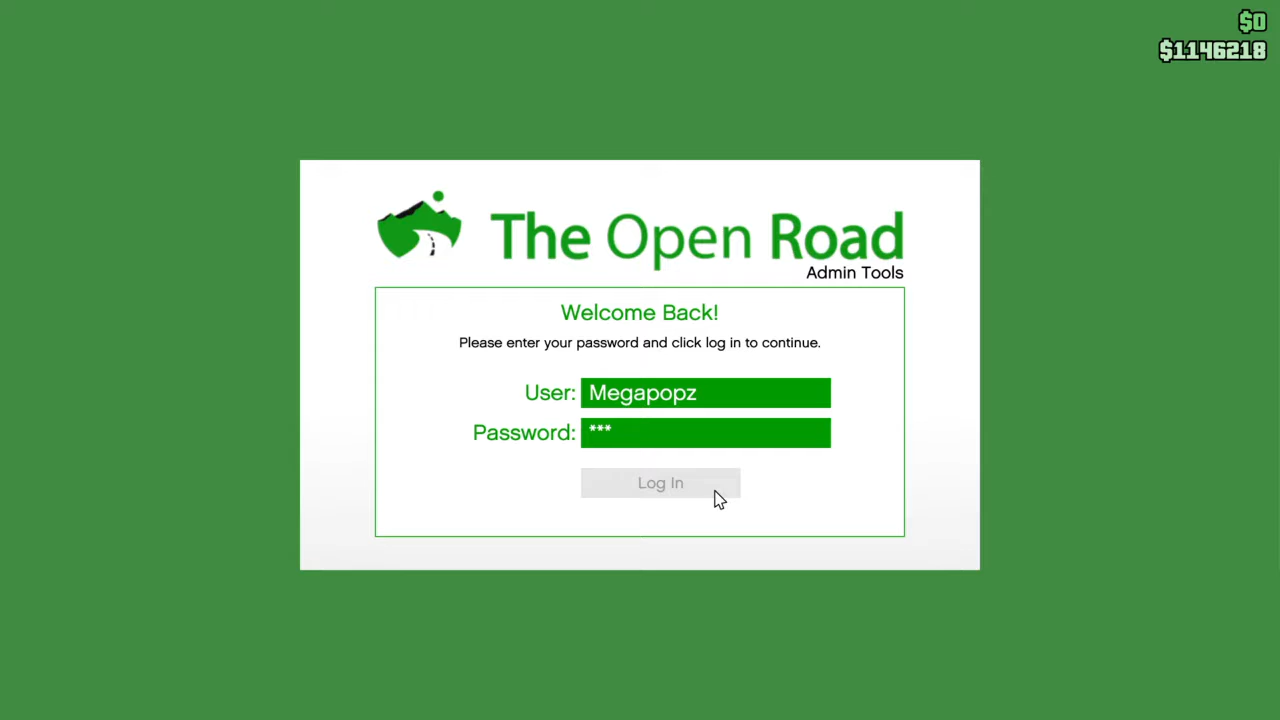 $0
$1146218
The Open Road
Admin Tools
Welcome Back!
Please enter your password and click log in to continue.
User: Megapopz
Password: ***
Log In